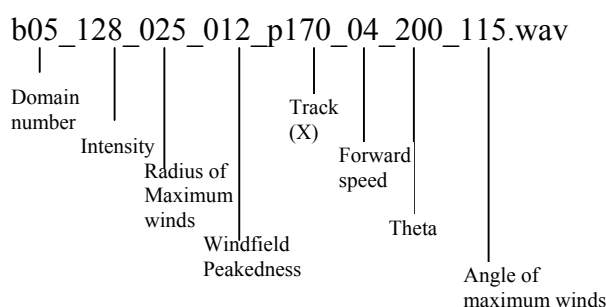 b05_128_025_012_p170_04_200_115.wav
Domain
number
Intensity
Radius of
Maximum
winds
Windfield
Peakedness
Track
(X)
Forward
speed
Theta
Angle of
maximum winds